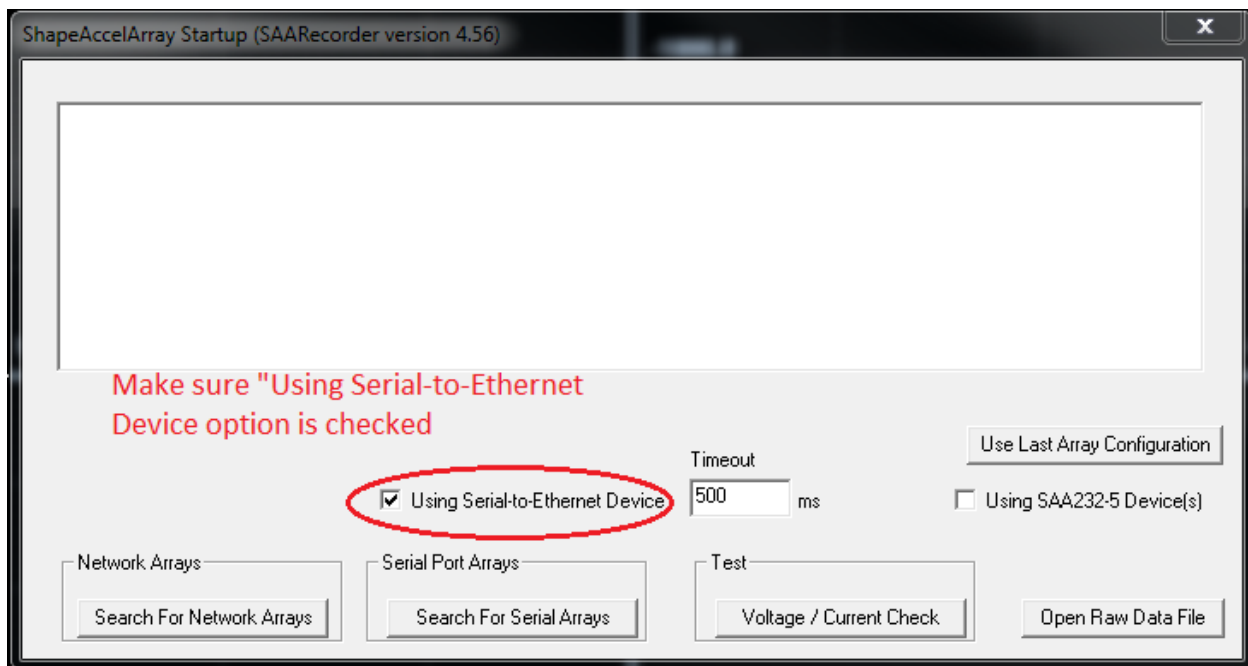 ShapeAccelArray Startup (SAARecorder version 4.56)
x
Make sure "Using Serial-to-Ethernet
Device option is checked
Use Last Array Configuration
Timeout
Using Serial-to-Ethernet Device
500 ms
Using SAA232-5 Device(s)
Network Arrays
Serial Port Arrays
Test
Search For Network Arrays
Search For Serial Arrays
Voltage / Current Check
Open Raw Data File